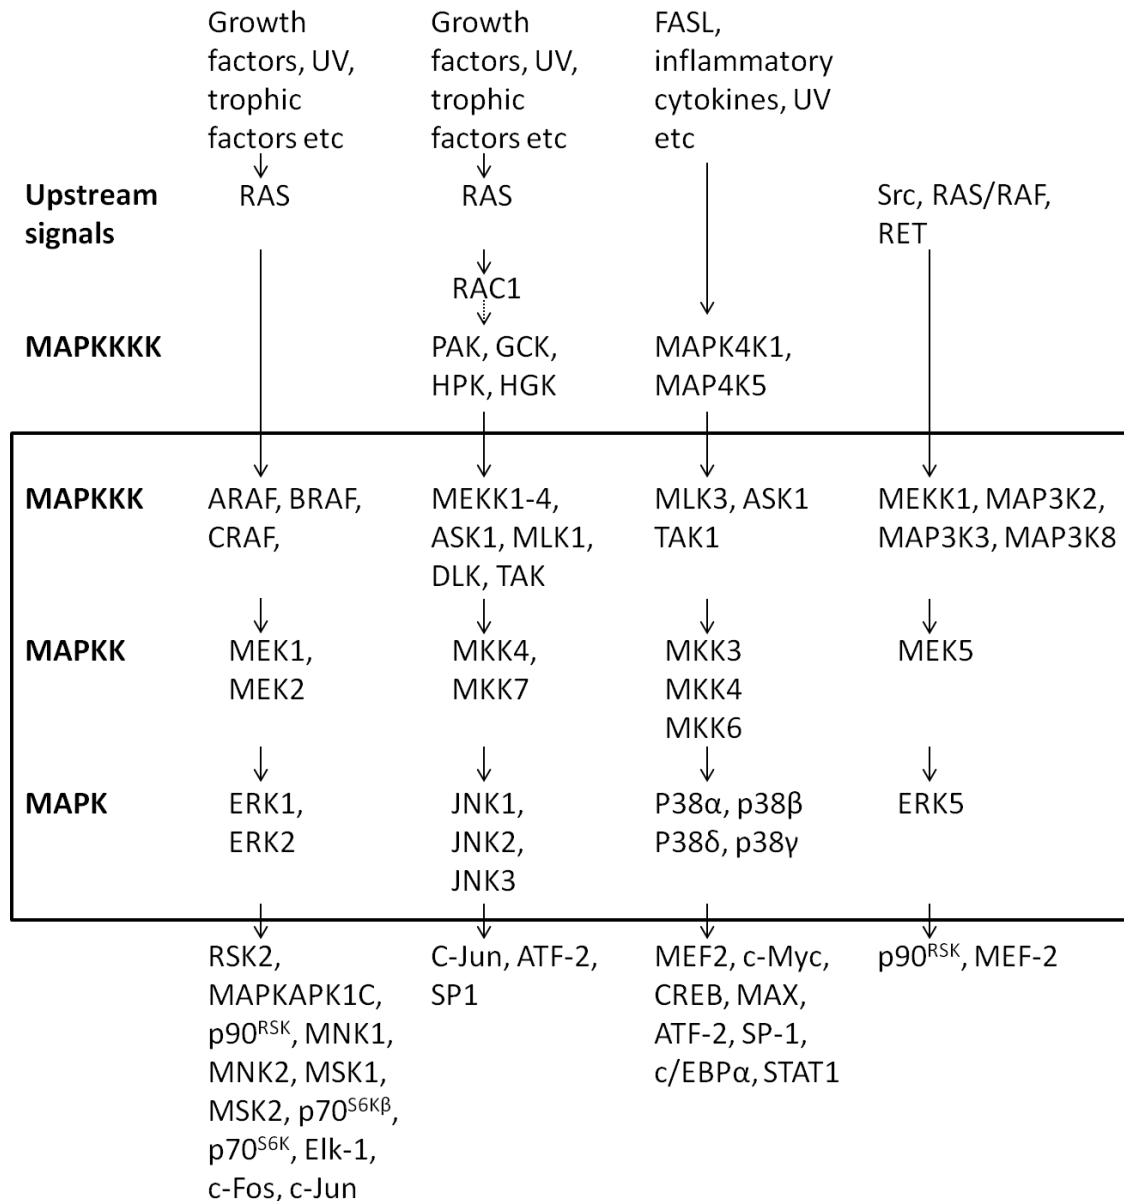 Growth
factors, UV,
trophic
factors etc
Growth
factors, UV,
trophic
factors etc
FASL,
inflammatory
cytokines, UV
etc
Upstream
signals
RAS
RAS
Src, RAS/RAF,
RET
RAC1
MAPKKKK
PAK, GCK,
HPK, HGK
MAPK4K1,
MAP4K5
MAPKKK
ARAF, BRAF,
CRAF,
MEKK1-4,
ASK1, MLK1,
DLK, TAK
MLK3, ASK1
TAK1
MEKK1, MAP3K2,
MAP3K3, MAP3K8
MAPKK
MEK1,
MEK2
MKK4,
MKK7
MKK3
MKK4
MKK6
MEK5
MAPK
ERK1,
ERK2
JNK1,
JNK2,
JNK3
P38α, p38β
P38δ, p38γ
ERK5
RSK2,
MAPKAPK1C,
p90RSK, MNK1,
MNK2, MSK1,
MSK2, p70S6Kβ,
p70S6K, Elk-1,
c-Fos, c-Jun
C-Jun, ATF-2,
SP1
MEF2, c-Myc,
CREB, MAX,
ATF-2, SP-1,
c/EBPα, STAT1
p90RSK, MEF-2